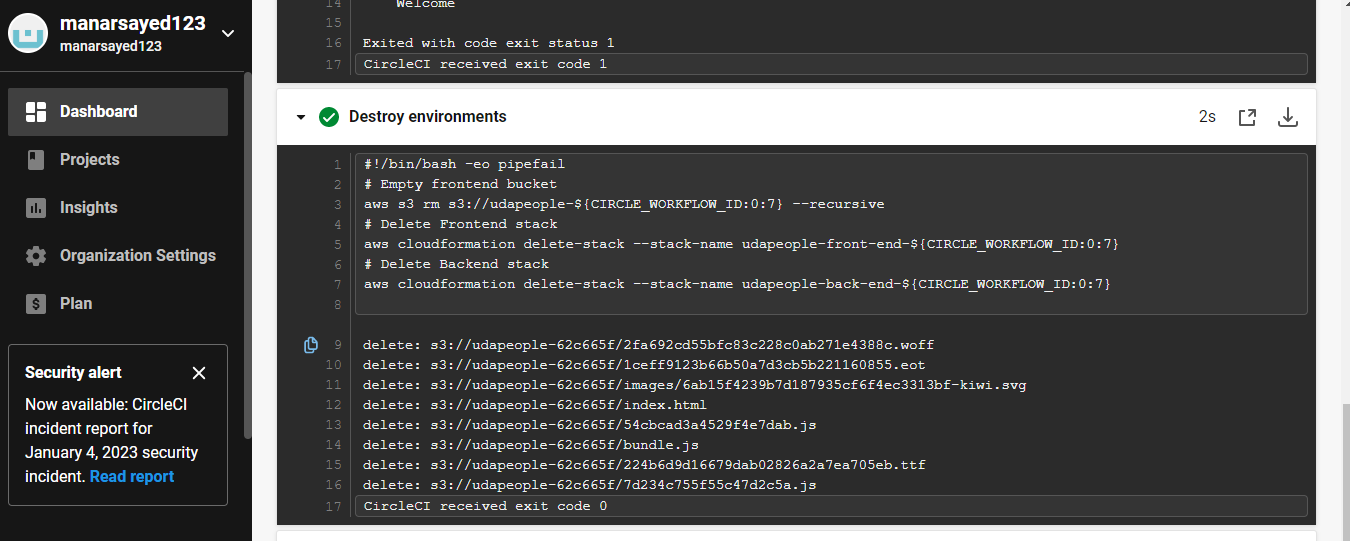 manarsayed123
manarsayed123
Dashboard
Projects
Insights
Organization Settings
Plan
Security alert
Now available: CircleCI
incident report for
January 4, 2023 security
incident. Read report
14 Welcome
15
16 Exited with code exit status 1
17 CircleCI received exit code 1
Destroy environments
2s
1 #!/bin/bash -eo pipefail
2 # Empty frontend bucket
3 aws s3 rm s3://udapeople-${CIRCLE_WORKFLOW_ID:0:7} --recursive
4 # Delete Frontend stack
5 aws cloudformation delete-stack --stack-name udapeople-front-end-${CIRCLE_WORKFLOW_ID:0:7}
6 # Delete Backend stack
7 aws cloudformation delete-stack --stack-name udapeople-back-end-${CIRCLE_WORKFLOW_ID:0:7}
8
9 delete: s3://udapeople-62c665f/2fa692cd55bfc83c228c0ab271e4388c.woff
10 delete: s3://udapeople-62c665f/1ceff9123b66b50a7d3cb5b221160855.eot
11 delete: s3://udapeople-62c665f/images/6ab15f4239b7d187935cf6f4ec3313bf-kiwi.svg
12 delete: s3://udapeople-62c665f/index.html
13 delete: s3://udapeople-62c665f/54cbcad3a4529f4e7dab.js
14 delete: s3://udapeople-62c665f/bundle.js
15 delete: s3://udapeople-62c665f/224b6d9d16679dab02826a2a7ea705eb.ttf
16 delete: s3://udapeople-62c665f/7d234c755f55c47d2c5a.js
17 CircleCI received exit code 0